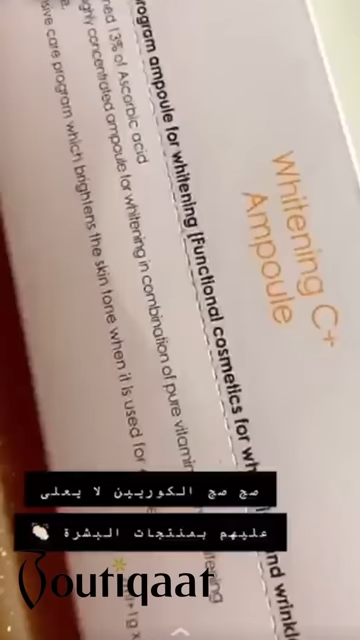 Whitening C+
Ampoule
rogram ampoule for whitening [Functional cosmetics for wh
nd wrinkl
ned 13% of Ascorbic acid
ghly concentrated ampoule for whitening in combination of pure vitamin
tening
sive care program which brightens the skin tone when it is used for
صج صج الكوريين لا يعلى
عليهم بمنتجات البشرة 👏🏻
Boutiqaat